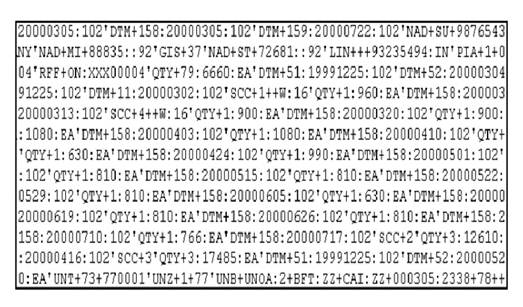 20000305:102'DTM+158:20000305:102'DTM+159:20000722:102'NAD+SU+9876543
NY'NAD+MI+88835::92'GIS+37'NAD+ST+72681::92'LIN+++93235494:IN'PIA+1+0
04'RFF+ON:XXX00004'QTY+79:6660:EA'DTM+51:19991225:102'DTM+52:20000304
91225:102'DTM+11:20000302:102'SCC+1++W:16'QTY+1:960:EA'DTM+158:200003
20000313:102'SCC+4++W:16'QTY+1:900:EA'DTM+158:20000320:102'QTY+1:900:
:1080:EA'DTM+158:20000403:102'QTY+1:1080:EA'DTM+158:20000410:102'QTY+
'QTY+1:630:EA'DTM+158:20000424:102'QTY+1:990:EA'DTM+158:20000501:102'
:102'QTY+1:810:EA'DTM+158:20000515:102'QTY+1:810:EA'DTM+158:20000522:
0529:102'QTY+1:810:EA'DTM+158:20000605:102'QTY+1:630:EA'DTM+158:20000
20000619:102'QTY+1:810:EA'DTM+158:20000626:102'QTY+1:810:EA'DTM+158:2
158:20000710:102'QTY+1:766:EA'DTM+158:20000717:102'SCC+2'QTY+3:12610:
:20000416:102'SCC+3'QTY+3:17485:EA'DTM+51:19991225:102'DTM+52:2000052
0:EA'UNT+73+770001'UNZ+1+77'UNB+UNOA:2+BFT:ZZ+CAI:ZZ+000305:2338+78++